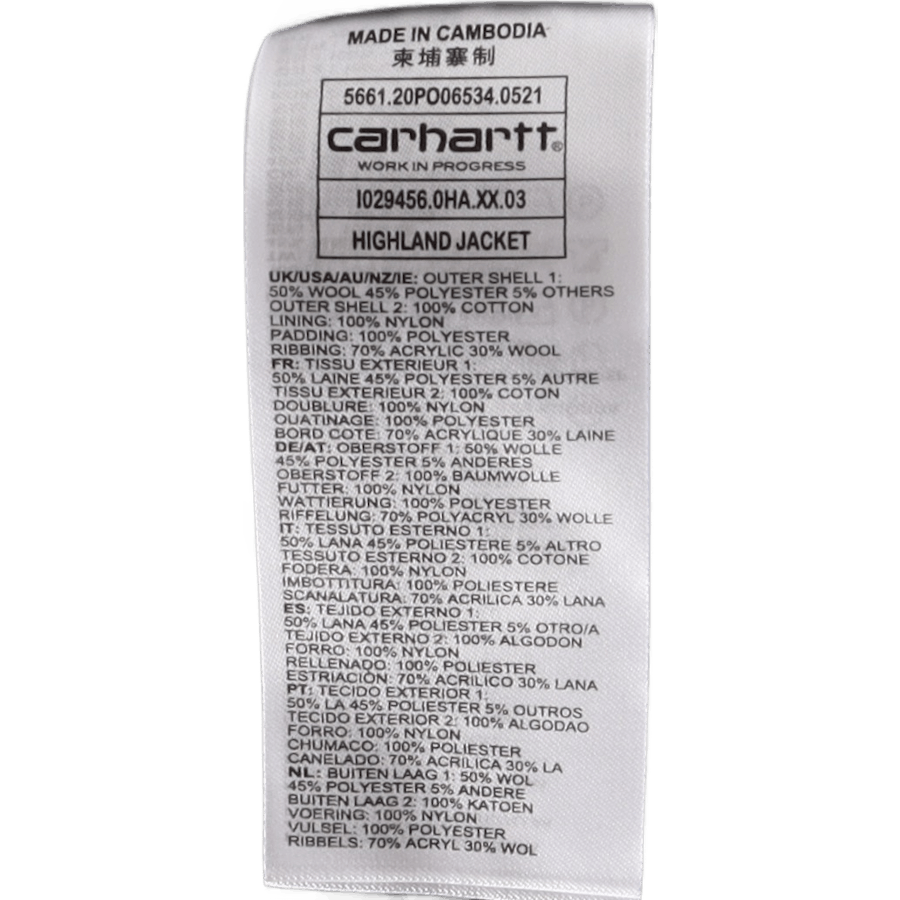 MADE IN CAMBODIA
柬埔寨制
5661.20PO06534.0521
carhartt®
WORK IN PROGRESS
I029456.0HA.XX.03
HIGHLAND JACKET
UK/USA/AU/NZ/IE: OUTER SHELL 1:
50% WOOL 45% POLYESTER 5% OTHERS
OUTER SHELL 2: 100% COTTON
LINING: 100% NYLON
PADDING: 100% POLYESTER
RIBBING: 70% ACRYLIC 30% WOOL
FR: TISSU EXTERIEUR 1:
50% LAINE 45% POLYESTER 5% AUTRE
TISSU EXTERIEUR 2: 100% COTON
DOUBLURE: 100% NYLON
OUATINAGE: 100% POLYESTER
BORD COTE: 70% ACRYLIQUE 30% LAINE
DE/AT: OBERSTOFF 1: 50% WOLLE
45% POLYESTER 5% ANDERES
OBERSTOFF 2: 100% BAUMWOLLE
FUTTER: 100% NYLON
WATTIERUNG: 100% POLYESTER
RIFFELUNG: 70% POLYACRYL 30% WOLLE
IT: TESSUTO ESTERNO 1:
50% LANA 45% POLIESTERE 5% ALTRO
TESSUTO ESTERNO 2: 100% COTONE
FODERA: 100% NYLON
IMBOTTITURA: 100% POLIESTERE
SCANALATURA: 70% ACRILICA 30% LANA
ES: TEJIDO EXTERNO 1:
50% LANA 45% POLIESTER 5% OTRO/A
TEJIDO EXTERNO 2: 100% ALGODON
FORRO: 100% NYLON
RELLENADO: 100% POLIESTER
ESTRIACIÓN: 70% ACRILICO 30% LANA
PT: TECIDO EXTERIOR 1:
50% LA 45% POLIESTER 5% OUTROS
TECIDO EXTERIOR 2: 100% ALGODAO
FORRO: 100% NYLON
CHUMACO: 100% POLYESTER
CANELADO: 70% ACRILICA 30% LA
NL: BUITEN LAAG 1: 50% WOL
45% POLYESTER 5% ANDERE
BUITEN LAAG 2: 100% KATOEN
VOERING: 100% NYLON
VULSEL: 100% POLYESTER
RIBBELS: 70% ACRYL 30% WOL